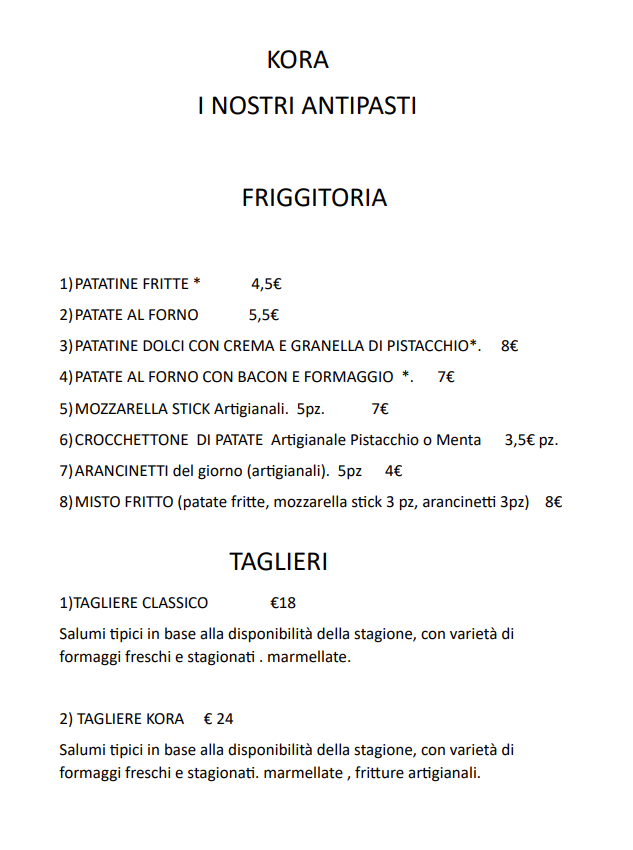 KORA
I NOSTRI ANTIPASTI
FRIGGITORIA
1) PATATINE FRITTE * 4,5€
2) PATATE AL FORNO 5,5€
3) PATATINE DOLCI CON CREMA E GRANELLA DI PISTACCHIO*. 8€
4) PATATE AL FORNO CON BACON E FORMAGGIO *. 7€
5) MOZZARELLA STICK Artigianali. 5pz. 7€
6) CROCCHETTONE DI PATATE Artigianale Pistacchio o Menta 3,5€ pz.
7) ARANCINETTI del giorno (artigianali). 5pz 4€
8) MISTO FRITTO (patate fritte, mozzarella stick 3 pz, arancinetti 3pz) 8€
TAGLIERI
1)TAGLIERE CLASSICO €18
Salumi tipici in base alla disponibilità della stagione, con varietà di
formaggi freschi e stagionati . marmellate.
2) TAGLIERE KORA € 24
Salumi tipici in base alla disponibilità della stagione, con varietà di
formaggi freschi e stagionati. marmellate , fritture artigianali.